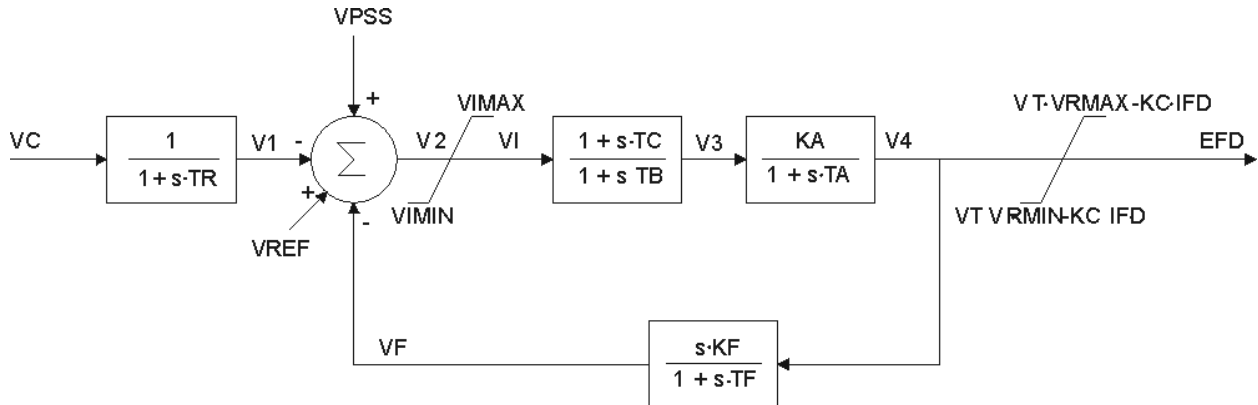 VPSS
+
VIMAX
VT·VRMAX-KC·IFD
VC
1
1+s·TR
V1
-
Σ
V2
VI
1 + s·TC
1 + s TB
V3
KA
1 + s·TA
V4
EFD
+
VIMIN
VT VRMIN-KC IFD
VREF
-
VF
s·KF
1 + s·TF